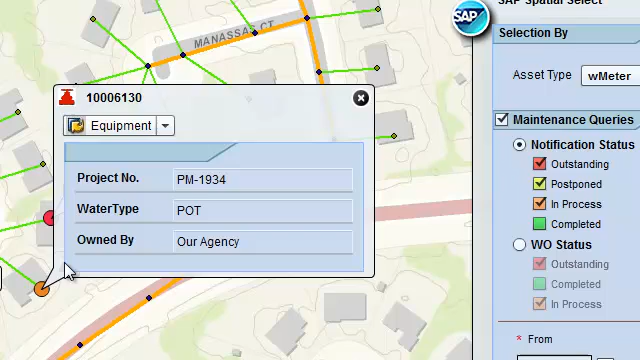 SAP Spatial Select
SAP
Selection By
MANASSAS CT
Asset Type
wMeter
10006130
Equipment
Maintenance Queries
Notification Status
Outstanding
Postponed
In Process
Completed
Project No.
PM-1934
WaterType
POT
Owned By
Our Agency
WO Status
Outstanding
Completed
In Process
* From